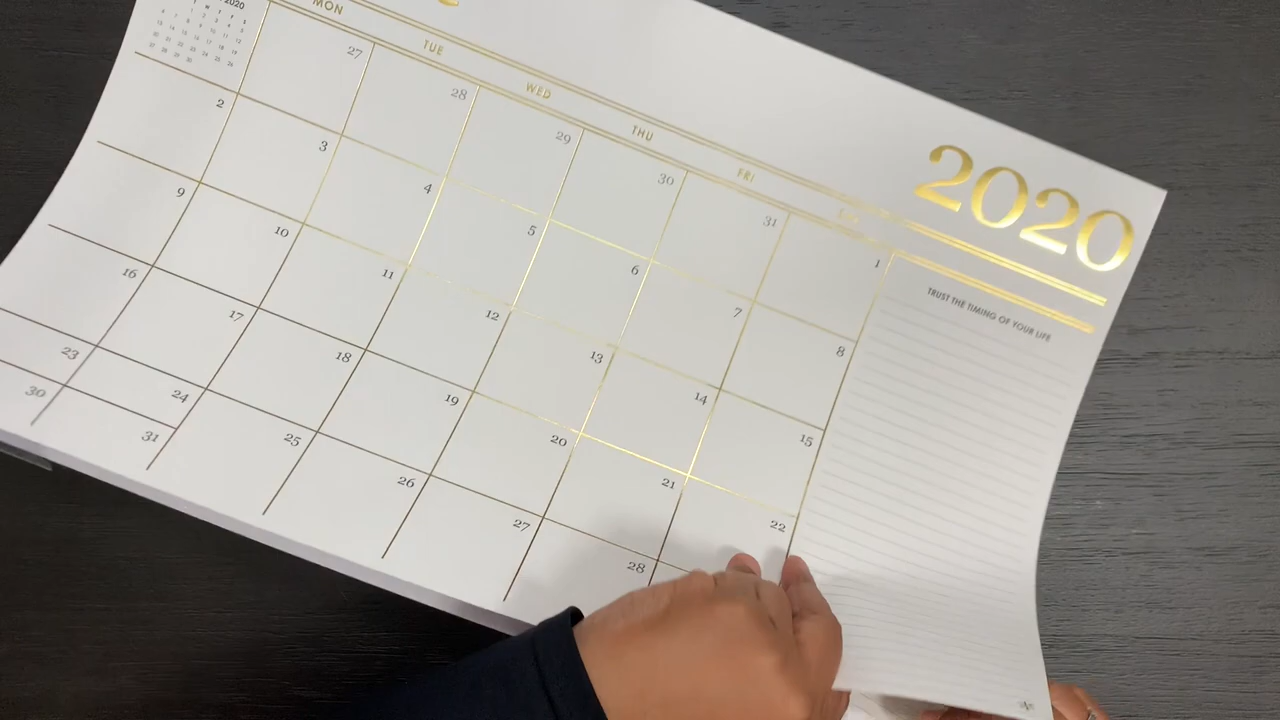 2020
2020
MON TUE WED THU FRI
27 28 29 30 31 1
TRUST THE TIMING OF YOUR LIFE
2 3 4 5 6 7 8
9 10 11 12 13 14 15
16 17 18 19 20 21 22
23 24 25 26 27 28
30 31